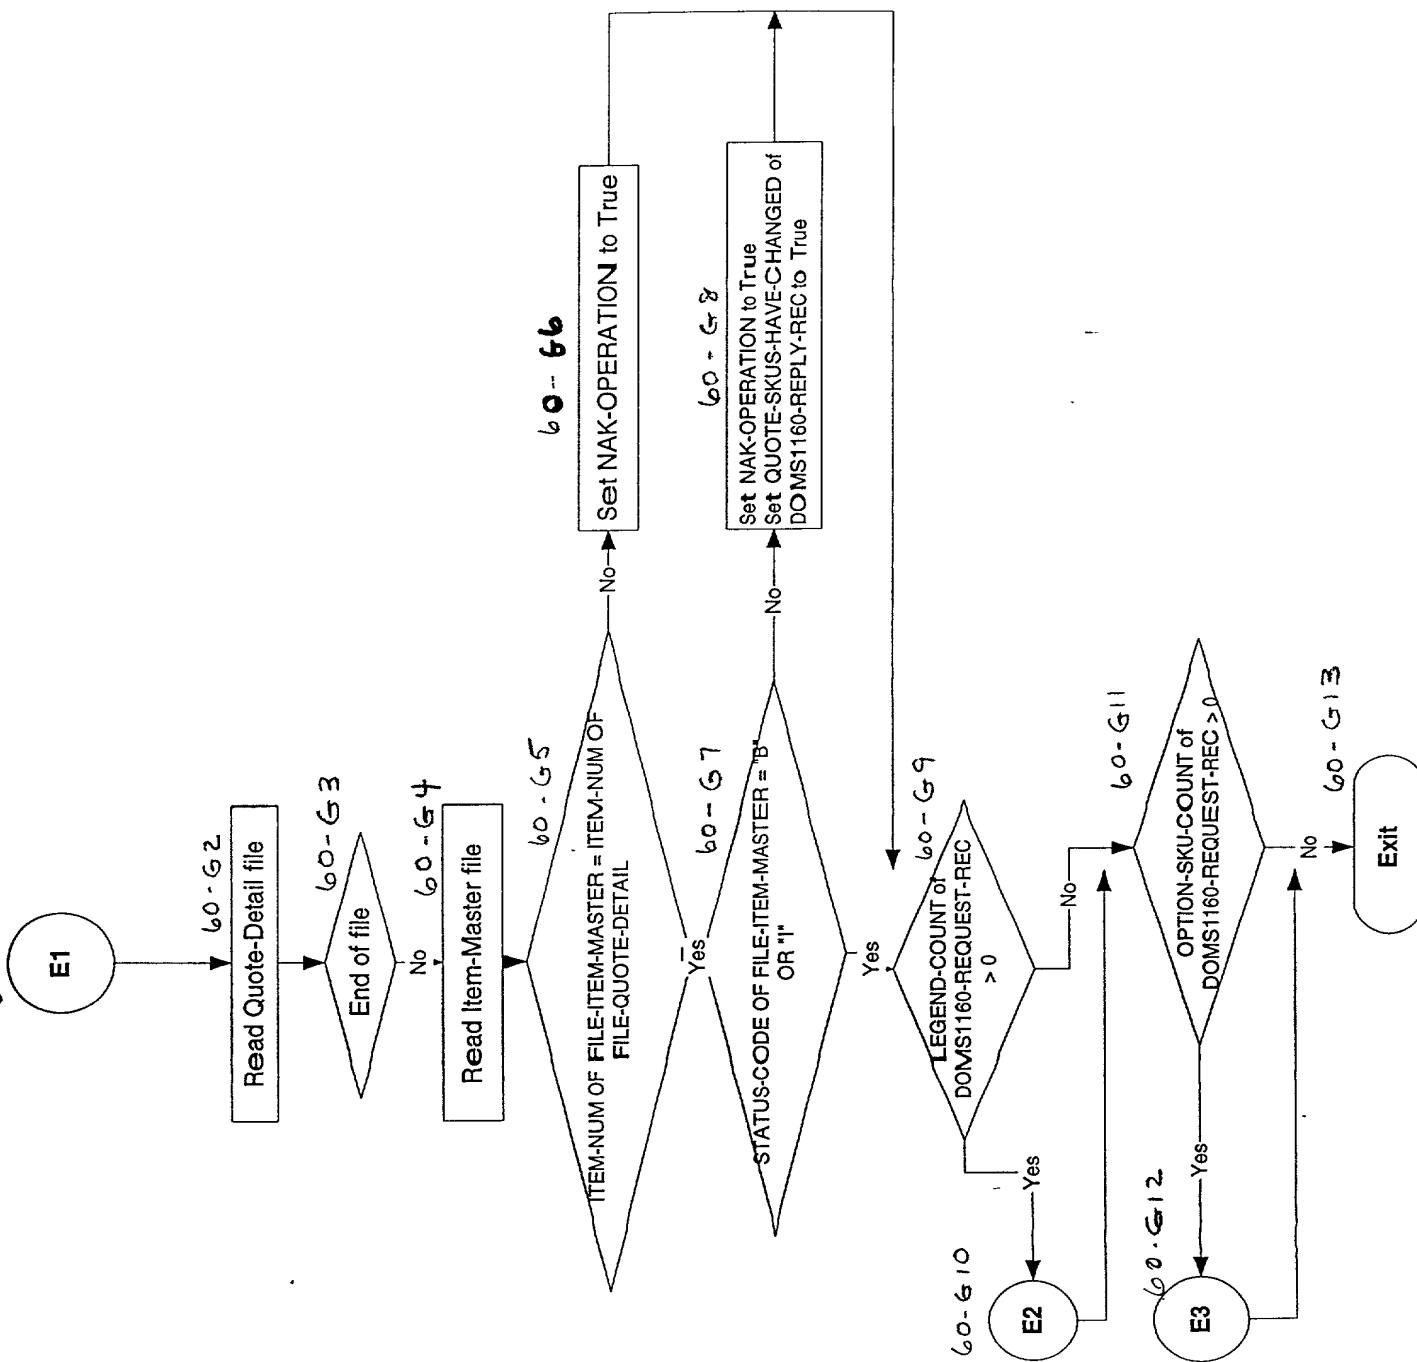 E1
60-G2
Read Quote-Detail file
60-G3
End of file
No
60-G4
Read Item-Master file
60-G5
ITEM-NUM OF FILE-ITEM-MASTER = ITEM-NUM OF
FILE-QUOTE-DETAIL
No
60-G6
Set NAK-OPERATION to True
Yes
60-G7
STATUS-CODE OF FILE-ITEM-MASTER = "B"
OR "I"
No
60-G8
Set NAK-OPERATION to True
Set QUOTE-SKUS-HAVE-CHANGED of
DOMS1160-REPLY-REC to True
Yes
60-G9
LEGEND-COUNT of
DOMS1160-REQUEST-REC
> 0
Yes
No
60-G10
E2
60-G11
OPTION-SKU-COUNT of
DOMS1160-REQUEST-REC > 0
Yes
No
60-G12
E3
60-G13
Exit